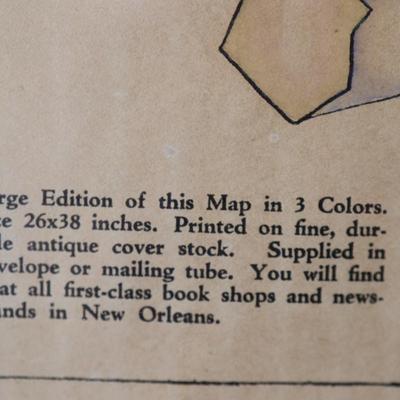 rge Edition of this Map in 3 Colors.
te 26x38 inches. Printed on fine, dur-
le antique cover stock. Supplied in
velope or mailing tube. You will find
at all first-class book shops and news-
nds in New Orleans.